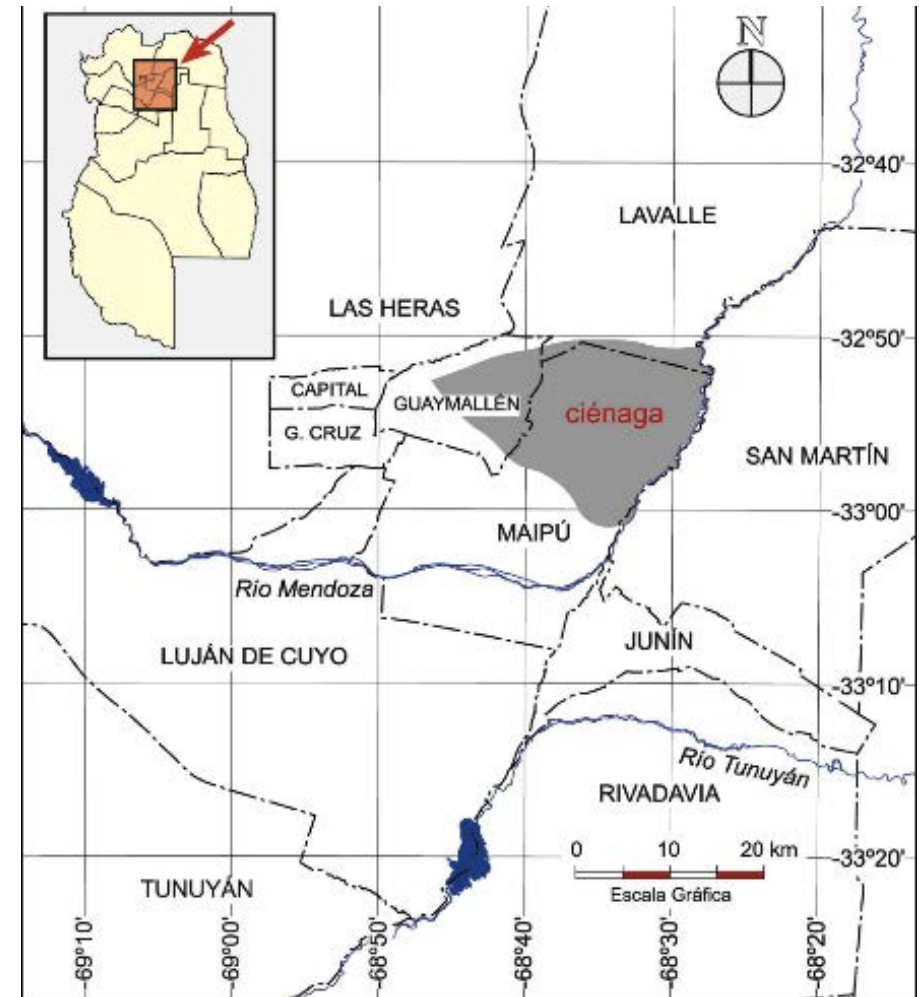 N
-32º40'
LAVALLE
LAS HERAS
-32º50'
CAPITAL
GUAYMALLÉN
ciénaga
G. CRUZ
SAN MARTÍN
-33º00'
MAIPÚ
Río Mendoza
JUNÍN
LUJÁN DE CUYO
-33º10'
Río Tunuyán
RIVADAVIA
0 10 20 km
-33º20'
Escala Gráfica
TUNUYÁN
-69º10'
-69º00'
-68º50'
-68º40'
-68º30'
-68º20'